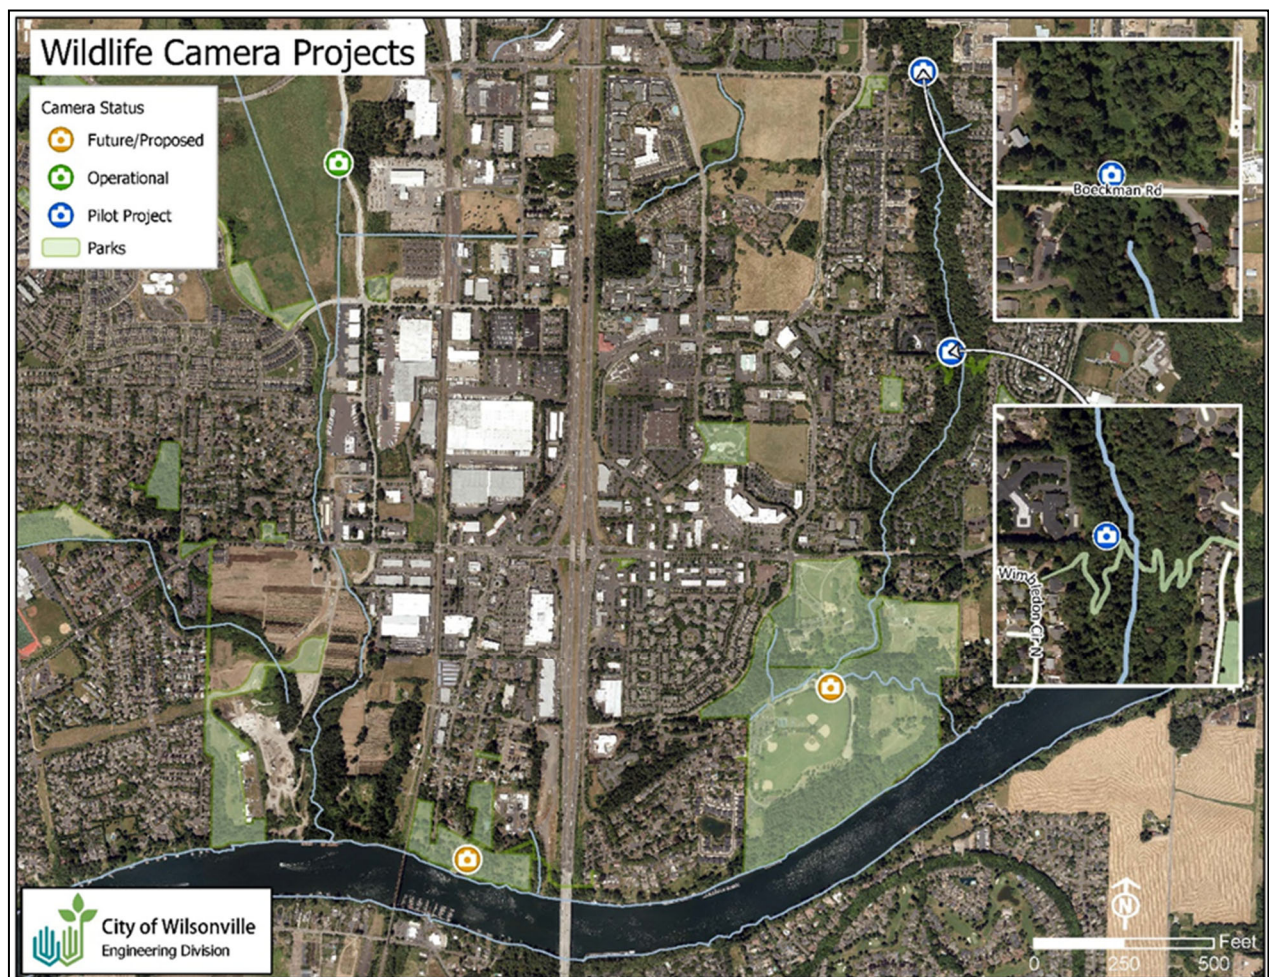 Wildlife Camera Projects
Camera Status
Future/Proposed
Operational
Pilot Project
Parks
Boeckman Rd
Wimbledon Cir N
City of Wilsonville
Engineering Division
N
Feet
0 250 500